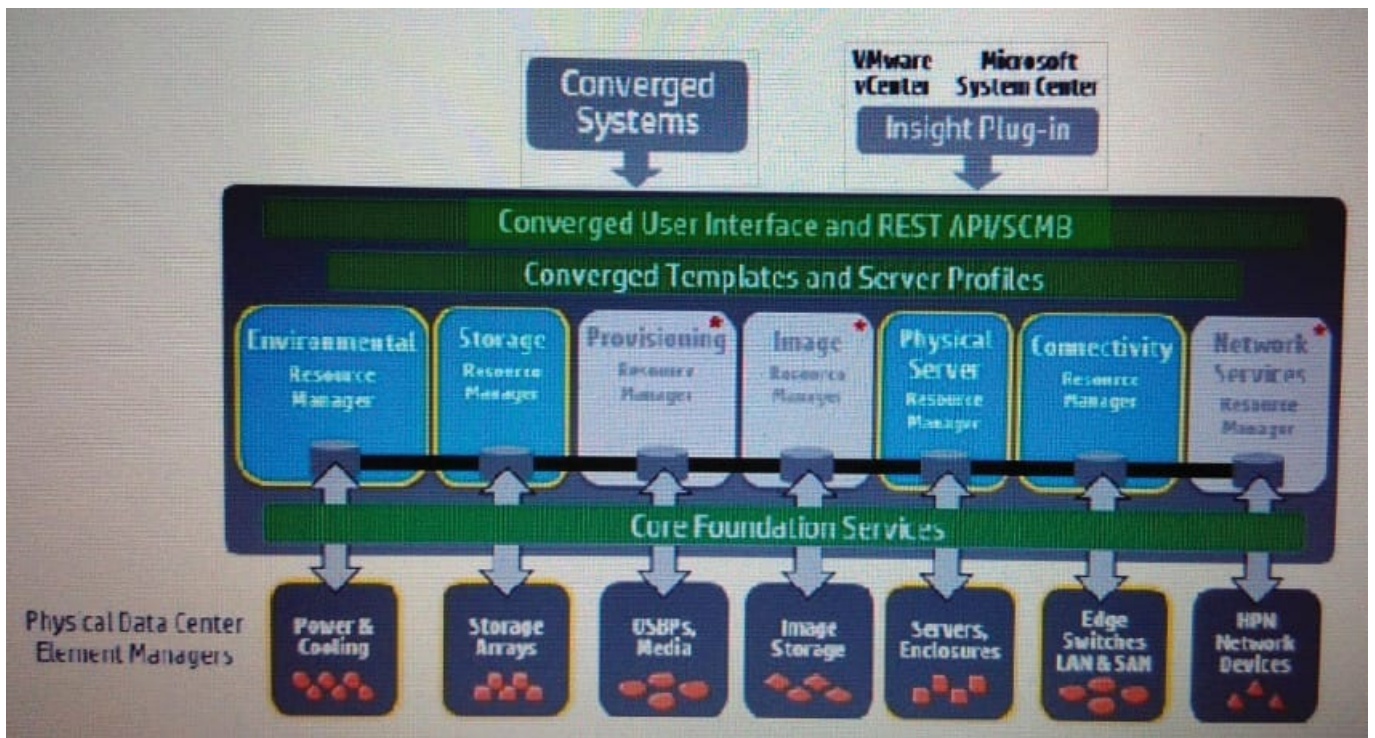 Converged
Systems
VMware
vCenter
Microsoft
System Center
Insight Plug-in
Converged User Interface and REST API/SCMB
Converged Templates and Server Profiles
Environmental
Resource
Manager
Storage
Resource
Manager
Provisioning
Resource
Manager
Image
Resource
Manager
Physical
Server
Resource
Manager
Connectivity
Resource
Manager
Network
Services
Resource
Manager
Core Foundation Services
Physical Data Center
Element Managers
Power &
Cooling
Storage
Arrays
OSBPs,
Media
Image
Storage
Servers,
Enclosures
Edge
Switches
LAN & SAN
HPN
Network
Devices